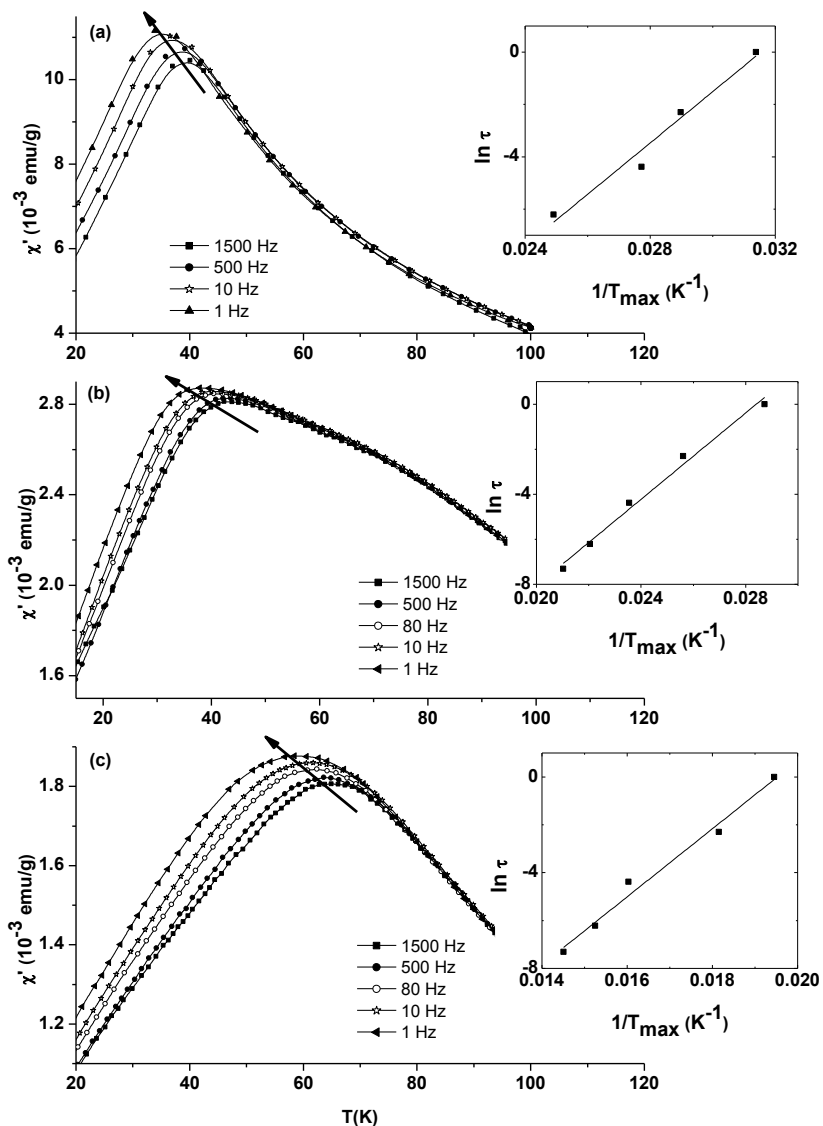 (a)
χ' (10⁻³ emu/g)
10
8
6
4
20
40
60
80
100
120
1500 Hz
500 Hz
10 Hz
1 Hz
ln τ
0
-4
0.024
0.028
0.032
1/Tmax (K⁻¹)
(b)
χ' (10⁻³ emu/g)
2.8
2.4
2.0
1.6
20
40
60
80
100
120
1500 Hz
500 Hz
80 Hz
10 Hz
1 Hz
ln τ
0
-4
-8
0.020
0.024
0.028
1/Tmax (K⁻¹)
(c)
χ' (10⁻³ emu/g)
1.8
1.6
1.4
1.2
20
40
60
80
100
120
T(K)
1500 Hz
500 Hz
80 Hz
10 Hz
1 Hz
ln τ
0
-4
-8
0.014
0.016
0.018
0.020
1/Tmax (K⁻¹)